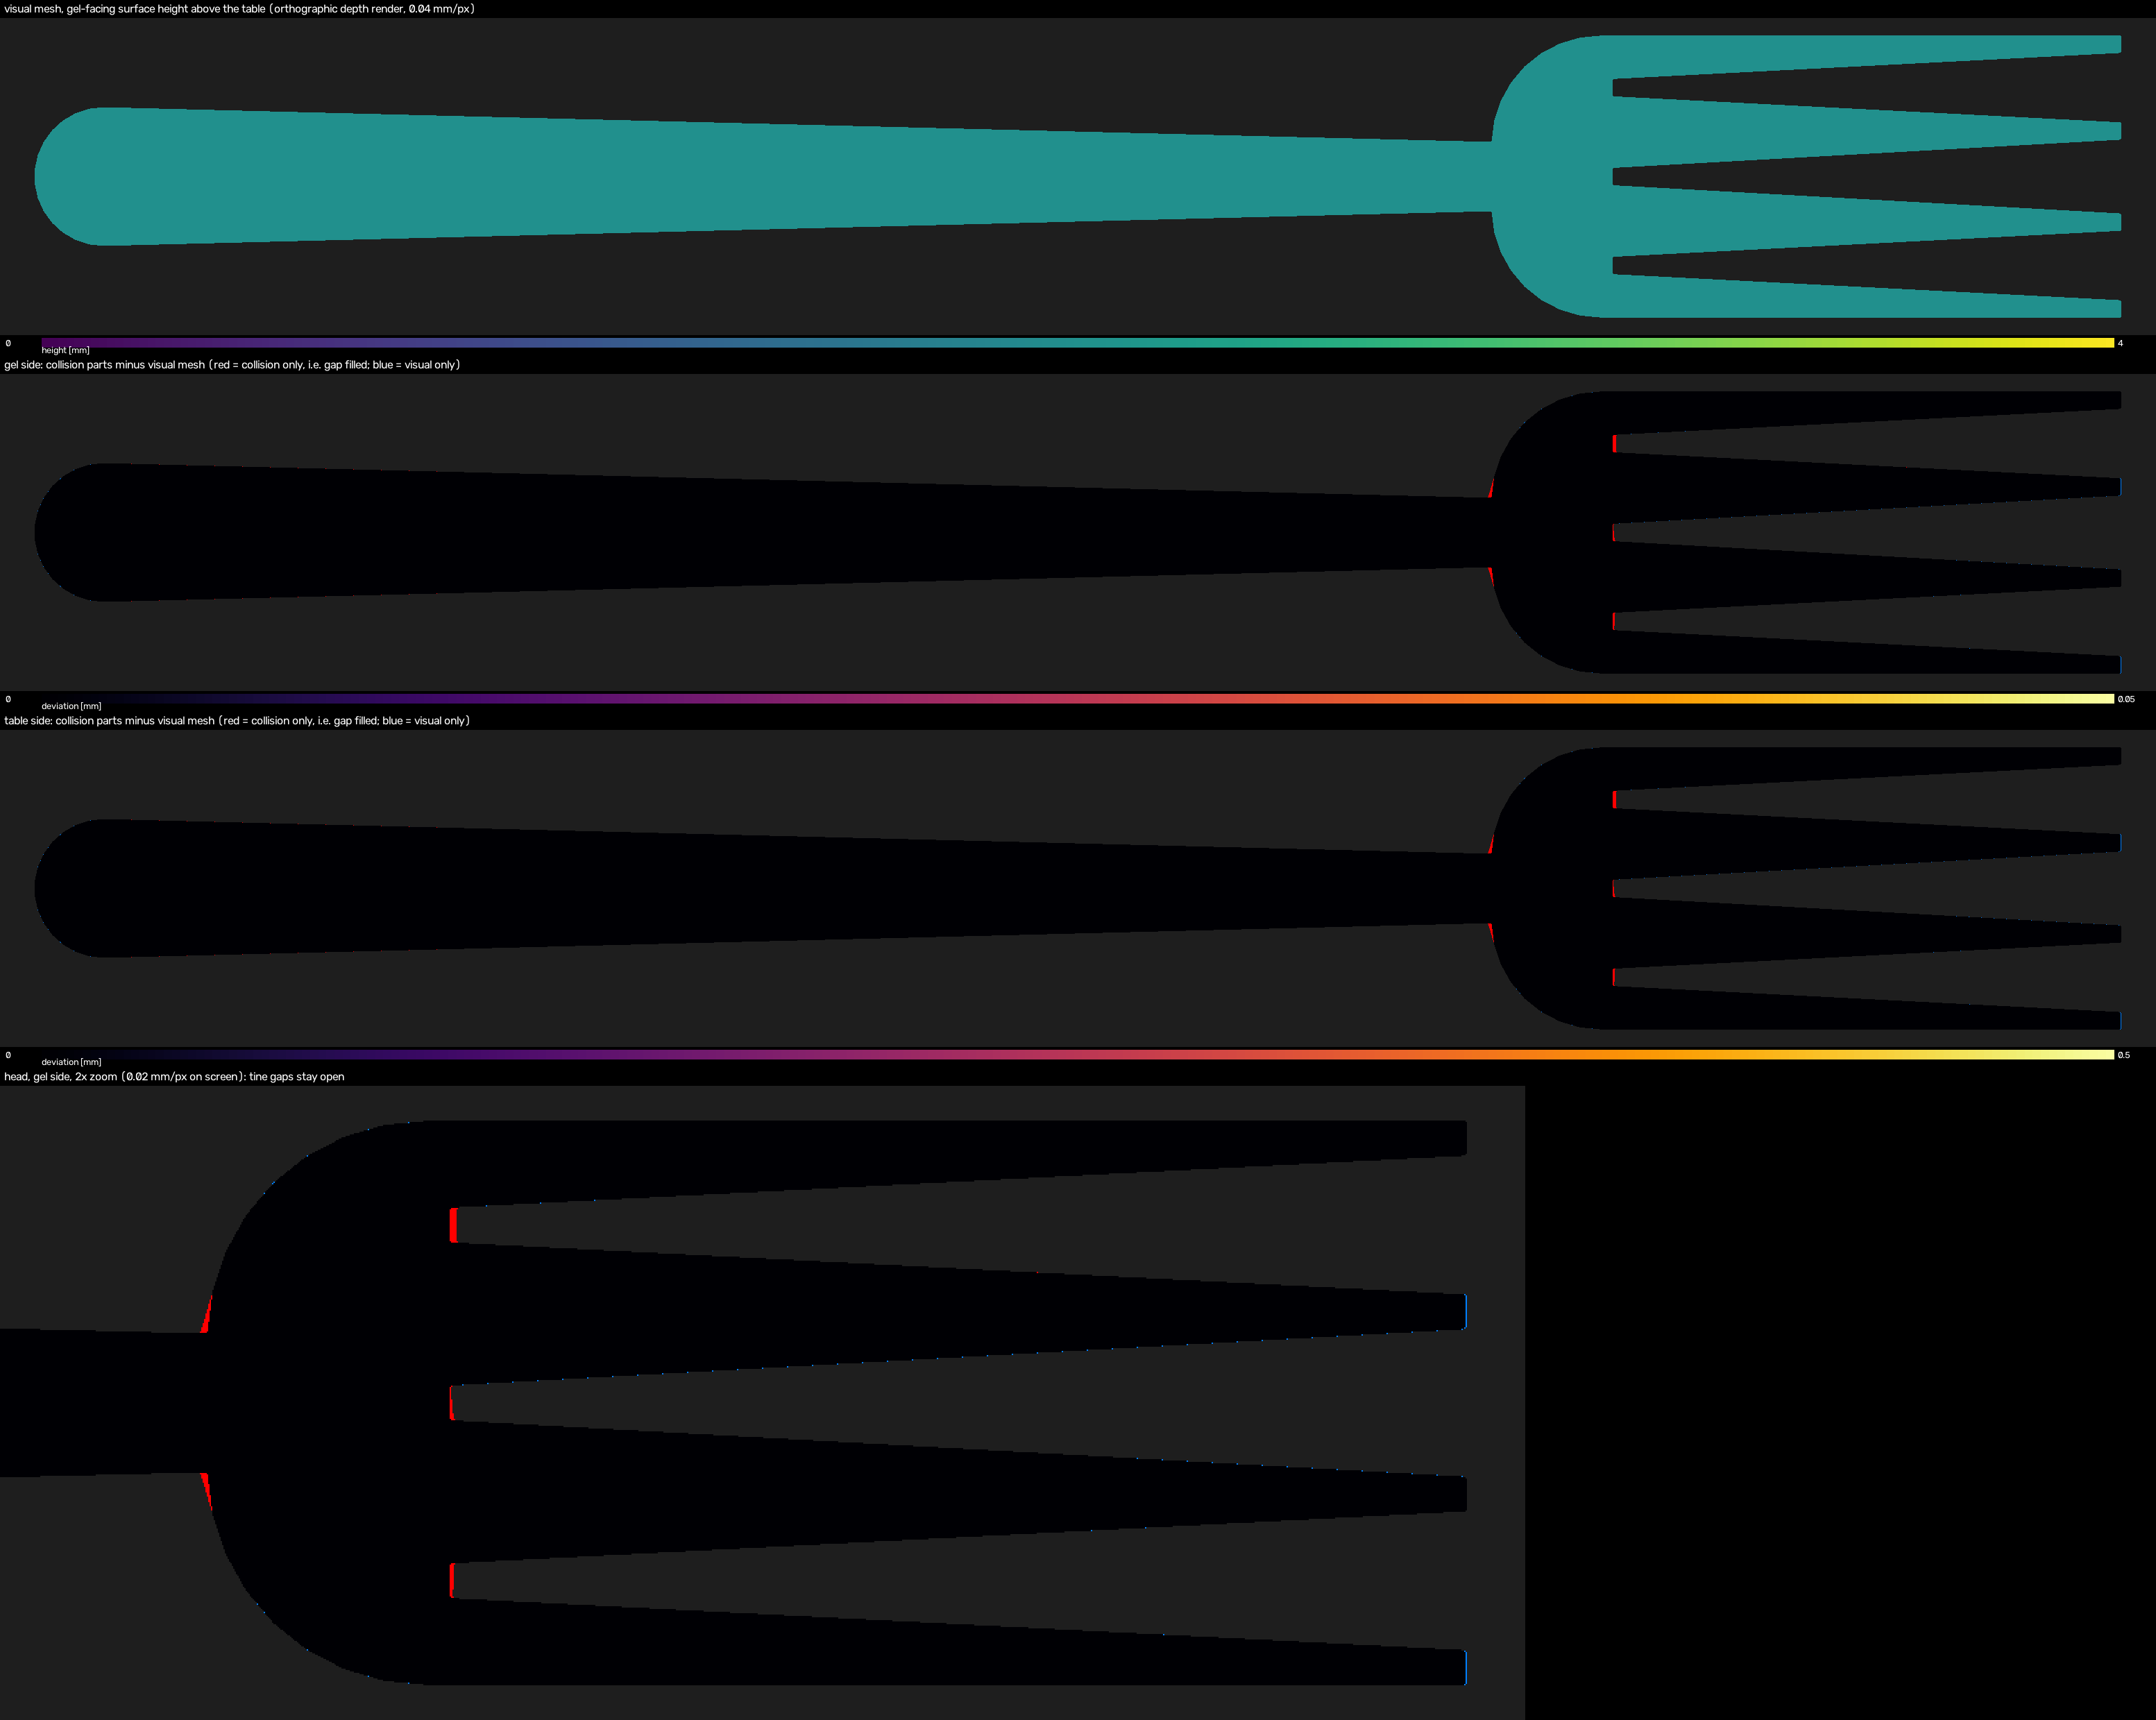 visual mesh, gel-facing surface height above the table (orthographic depth render, 0.04 mm/px)
0
height [mm]
4
gel side: collision parts minus visual mesh (red = collision only, i.e. gap filled; blue = visual only)
0
deviation [mm]
0.05
table side: collision parts minus visual mesh (red = collision only, i.e. gap filled; blue = visual only)
0
deviation [mm]
0.5
head, gel side, 2x zoom (0.02 mm/px on screen): tine gaps stay open